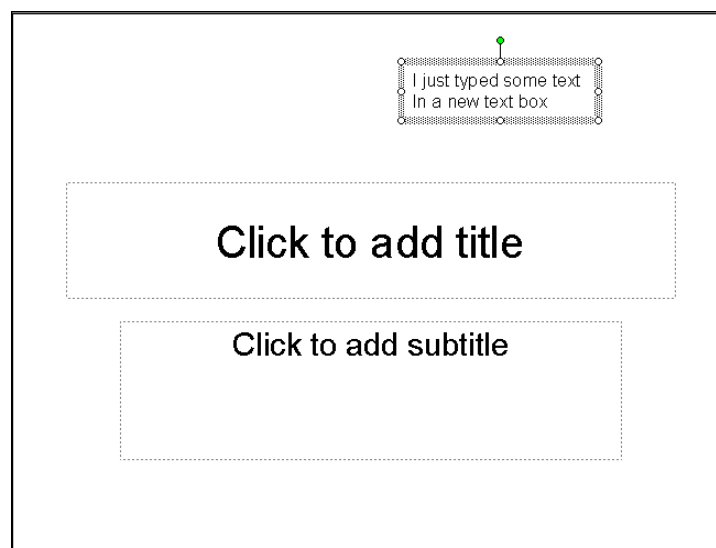 I just typed some text
In a new text box
Click to add title
Click to add subtitle